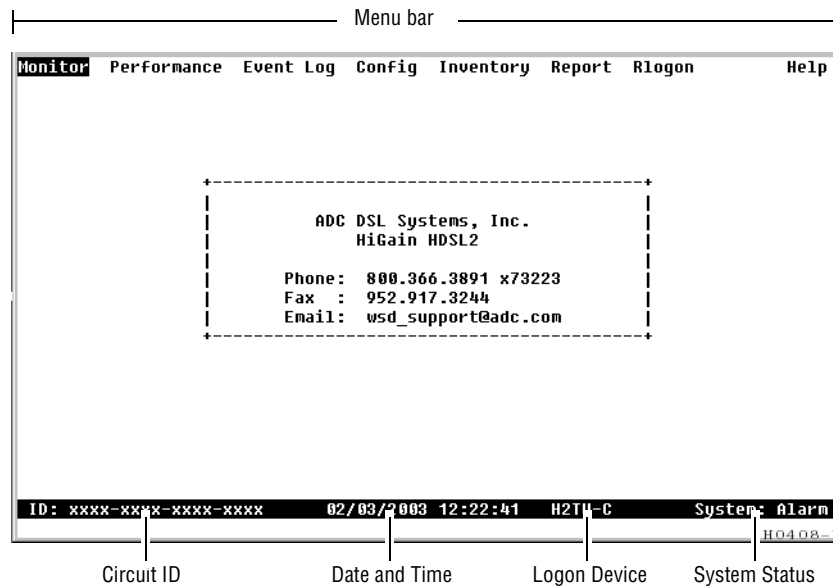 Menu bar
Monitor Performance Event Log Config Inventory Report Rlogon Help
ADC DSL Systems, Inc.
HiGain HDSL2
Phone: 800.366.3891 x73223
Fax : 952.917.3244
Email: wsd_support@adc.com
ID: xxxx-xxxx-xxxx-xxxx 02/03/2003 12:22:41 H2TU-C System: Alarm
H0408-
Circuit ID Date and Time Logon Device System Status